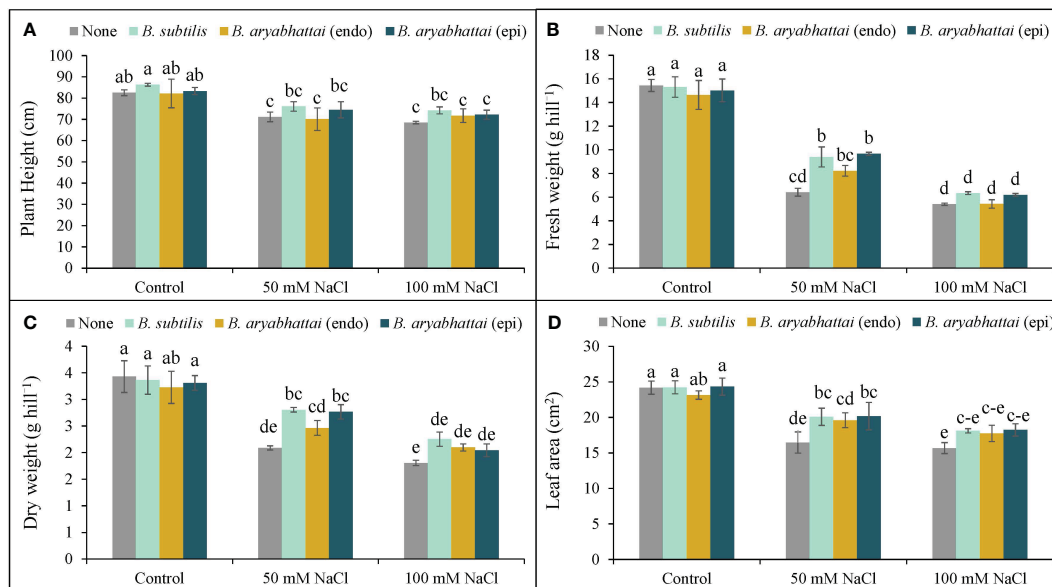 A
None B. subtilis B. aryabhattai (endo) B. aryabhattai (epi)
Plant Height (cm)
100
90
80
70
60
50
40
30
20
10
0
ab a ab ab
c bc c bc
c bc c c
Control 50 mM NaCl 100 mM NaCl
B
None B. subtilis B. aryabhattai (endo) B. aryabhattai (epi)
Fresh weight (g hill⁻¹)
18
16
14
12
10
8
6
4
2
0
a a a a
cd b bc b
d d d d
Control 50 mM NaCl 100 mM NaCl
C
None B. subtilis B. aryabhattai (endo) B. aryabhattai (epi)
Dry weight (g hill⁻¹)
4
4
3
3
2
2
1
1
0
a a ab a
de bc cd bc
e de de de
Control 50 mM NaCl 100 mM NaCl
D
None B. subtilis B. aryabhattai (endo) B. aryabhattai (epi)
Leaf area (cm²)
30
25
20
15
10
5
0
a a ab a
de bc cd bc
e c-e c-e c-e
Control 50 mM NaCl 100 mM NaCl